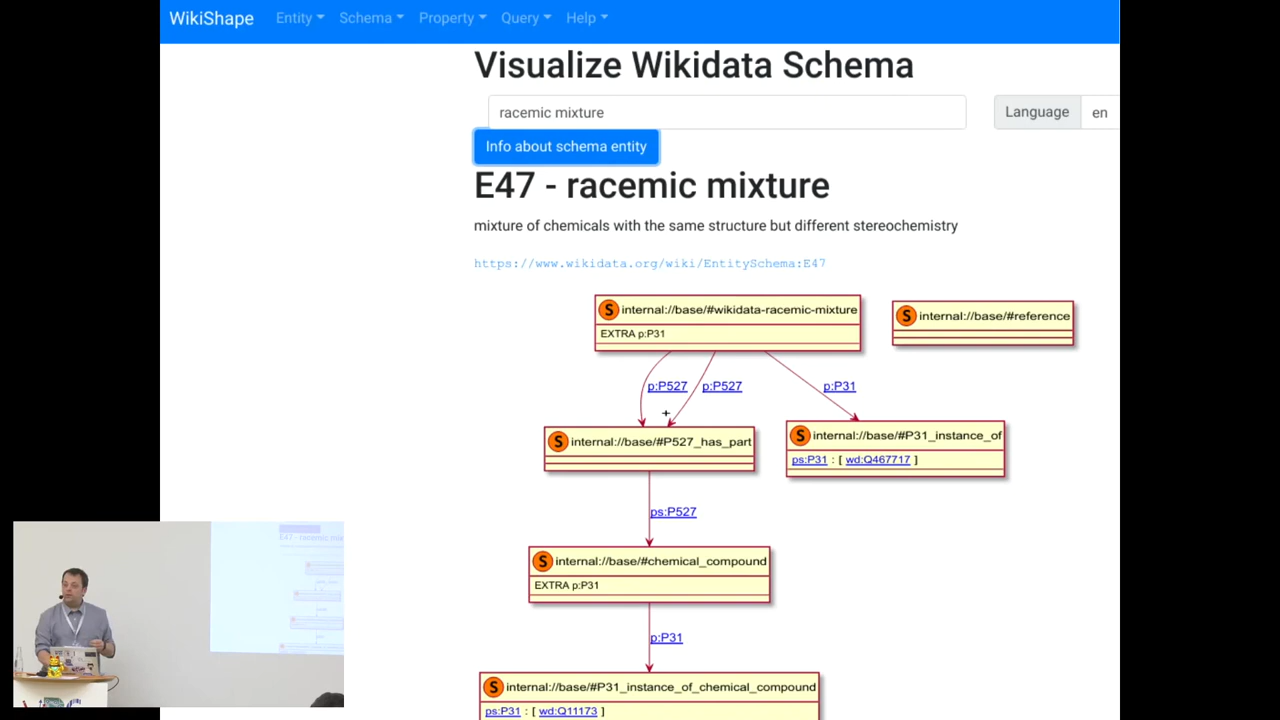 WikiShape Entity Schema Property Query Help
Visualize Wikidata Schema
racemic mixture
Language en
Info about schema entity
E47 - racemic mixture
mixture of chemicals with the same structure but different stereochemistry
https://www.wikidata.org/wiki/EntitySchema:E47
S internal://base/#wikidata-racemic-mixture
EXTRA p:P31
S internal://base/#reference
p:P527 p:P527 p:P31
S internal://base/#P527_has_part
S internal://base/#P31_instance_of
ps:P31 : [ wd:Q467717 ]
ps:P527
S internal://base/#chemical_compound
EXTRA p:P31
p:P31
S internal://base/#P31_instance_of_chemical_compound
ps:P31 : [ wd:Q11173 ]
E47 - racemic mix